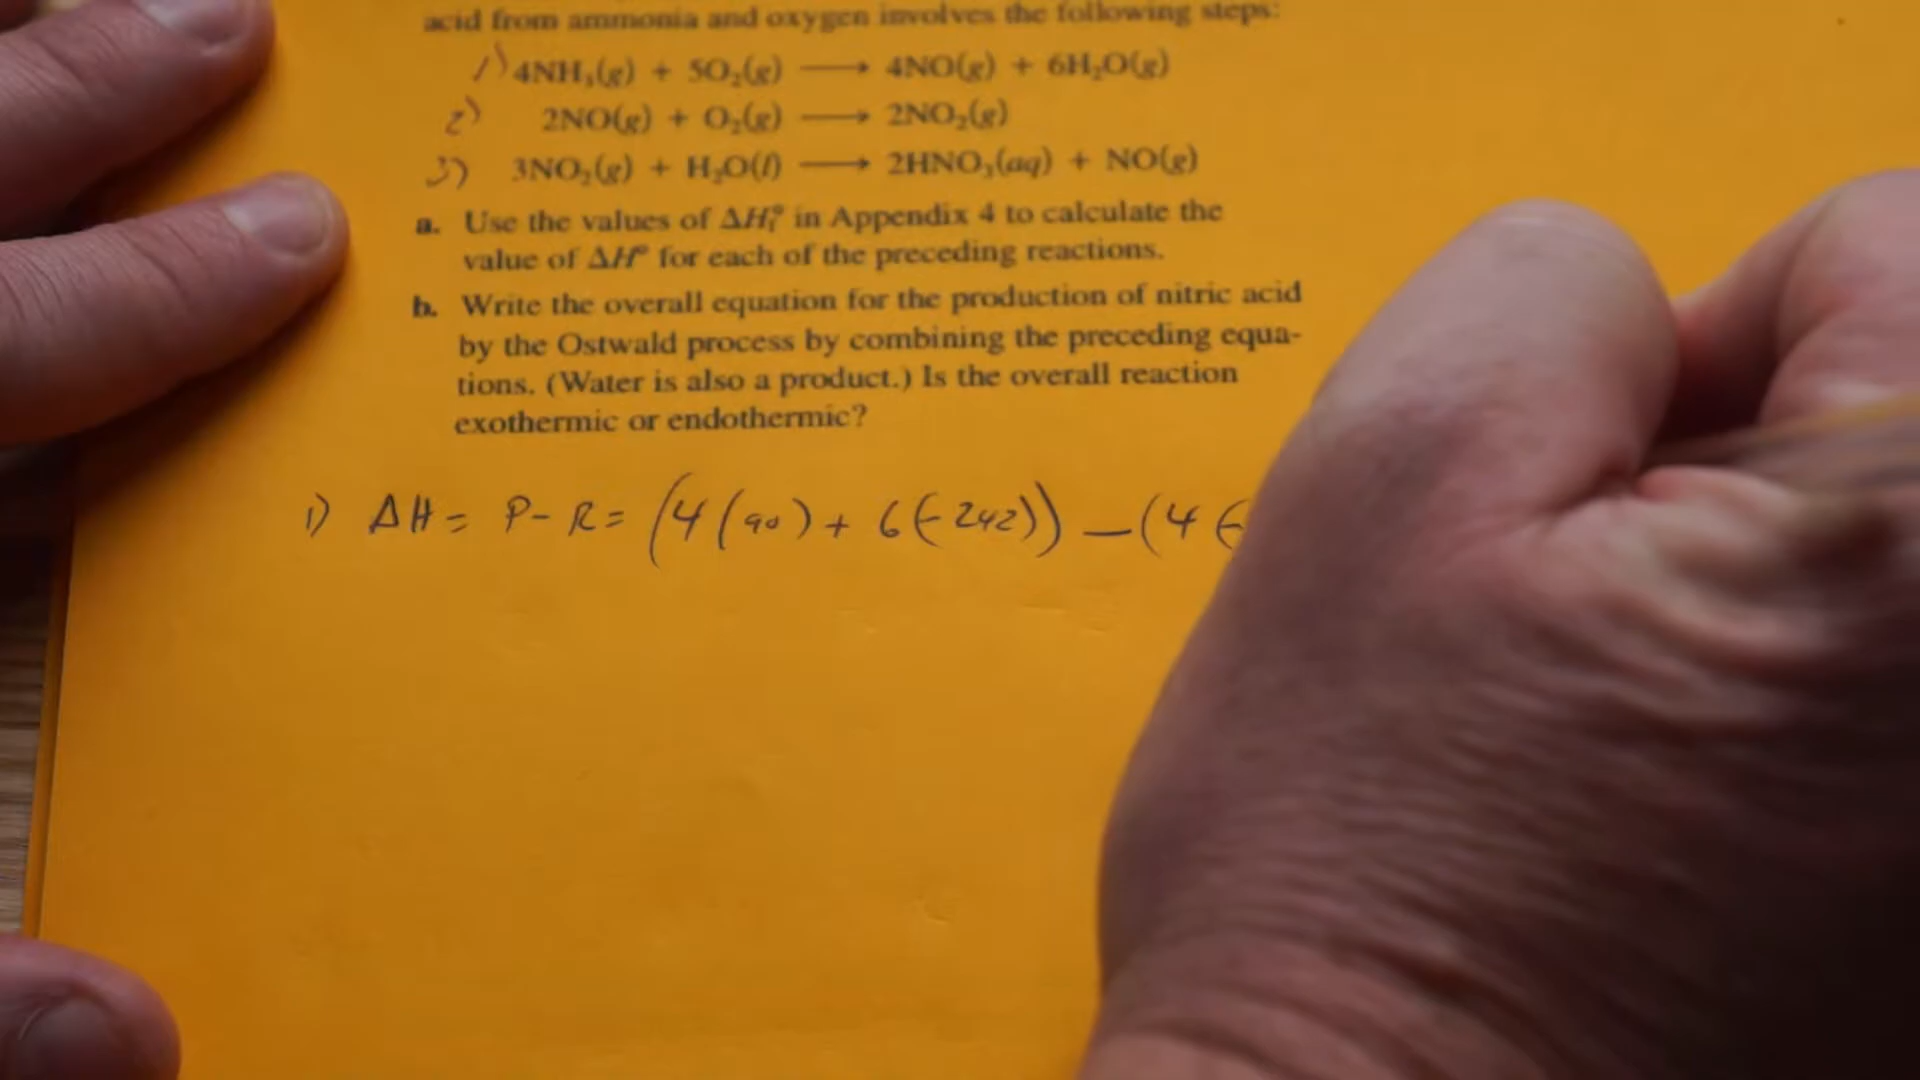 acid from ammonia and oxygen involves the following steps:
1) 4NH₃(g) + 5O₂(g) ⟶ 4NO(g) + 6H₂O(g)
2) 2NO(g) + O₂(g) ⟶ 2NO₂(g)
3) 3NO₂(g) + H₂O(l) ⟶ 2HNO₃(aq) + NO(g)
a. Use the values of ΔH°f in Appendix 4 to calculate the
value of ΔH° for each of the preceding reactions.
b. Write the overall equation for the production of nitric acid
by the Ostwald process by combining the preceding equa-
tions. (Water is also a product.) Is the overall reaction
exothermic or endothermic?
1) ΔH = P - R = (4(90) + 6(-242)) - (4(-